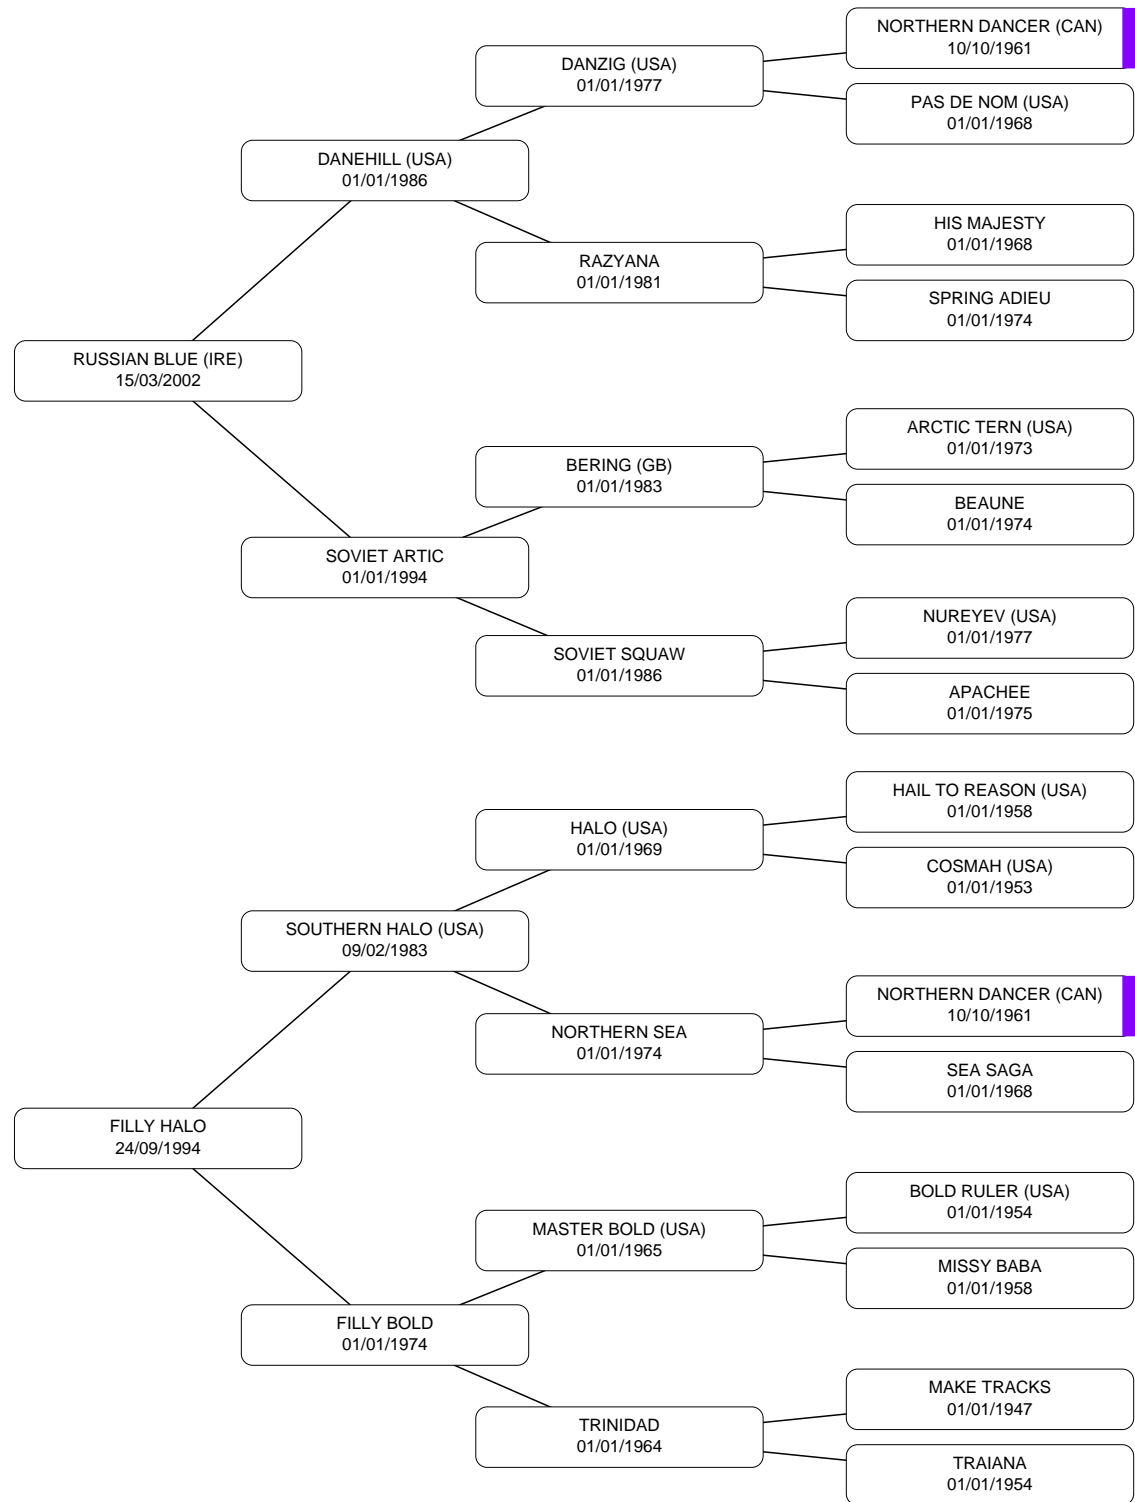 NORTHERN DANCER (CAN)
10/10/1961
DANZIG (USA)
01/01/1977
PAS DE NOM (USA)
01/01/1968
DANEHILL (USA)
01/01/1986
HIS MAJESTY
01/01/1968
RAZYANA
01/01/1981
SPRING ADIEU
01/01/1974
RUSSIAN BLUE (IRE)
15/03/2002
ARCTIC TERN (USA)
01/01/1973
BERING (GB)
01/01/1983
BEAUNE
01/01/1974
SOVIET ARTIC
01/01/1994
NUREYEV (USA)
01/01/1977
SOVIET SQUAW
01/01/1986
APACHEE
01/01/1975
HAIL TO REASON (USA)
01/01/1958
HALO (USA)
01/01/1969
COSMAH (USA)
01/01/1953
SOUTHERN HALO (USA)
09/02/1983
NORTHERN DANCER (CAN)
10/10/1961
NORTHERN SEA
01/01/1974
SEA SAGA
01/01/1968
FILLY HALO
24/09/1994
BOLD RULER (USA)
01/01/1954
MASTER BOLD (USA)
01/01/1965
MISSY BABA
01/01/1958
FILLY BOLD
01/01/1974
MAKE TRACKS
01/01/1947
TRINIDAD
01/01/1964
TRAIANA
01/01/1954